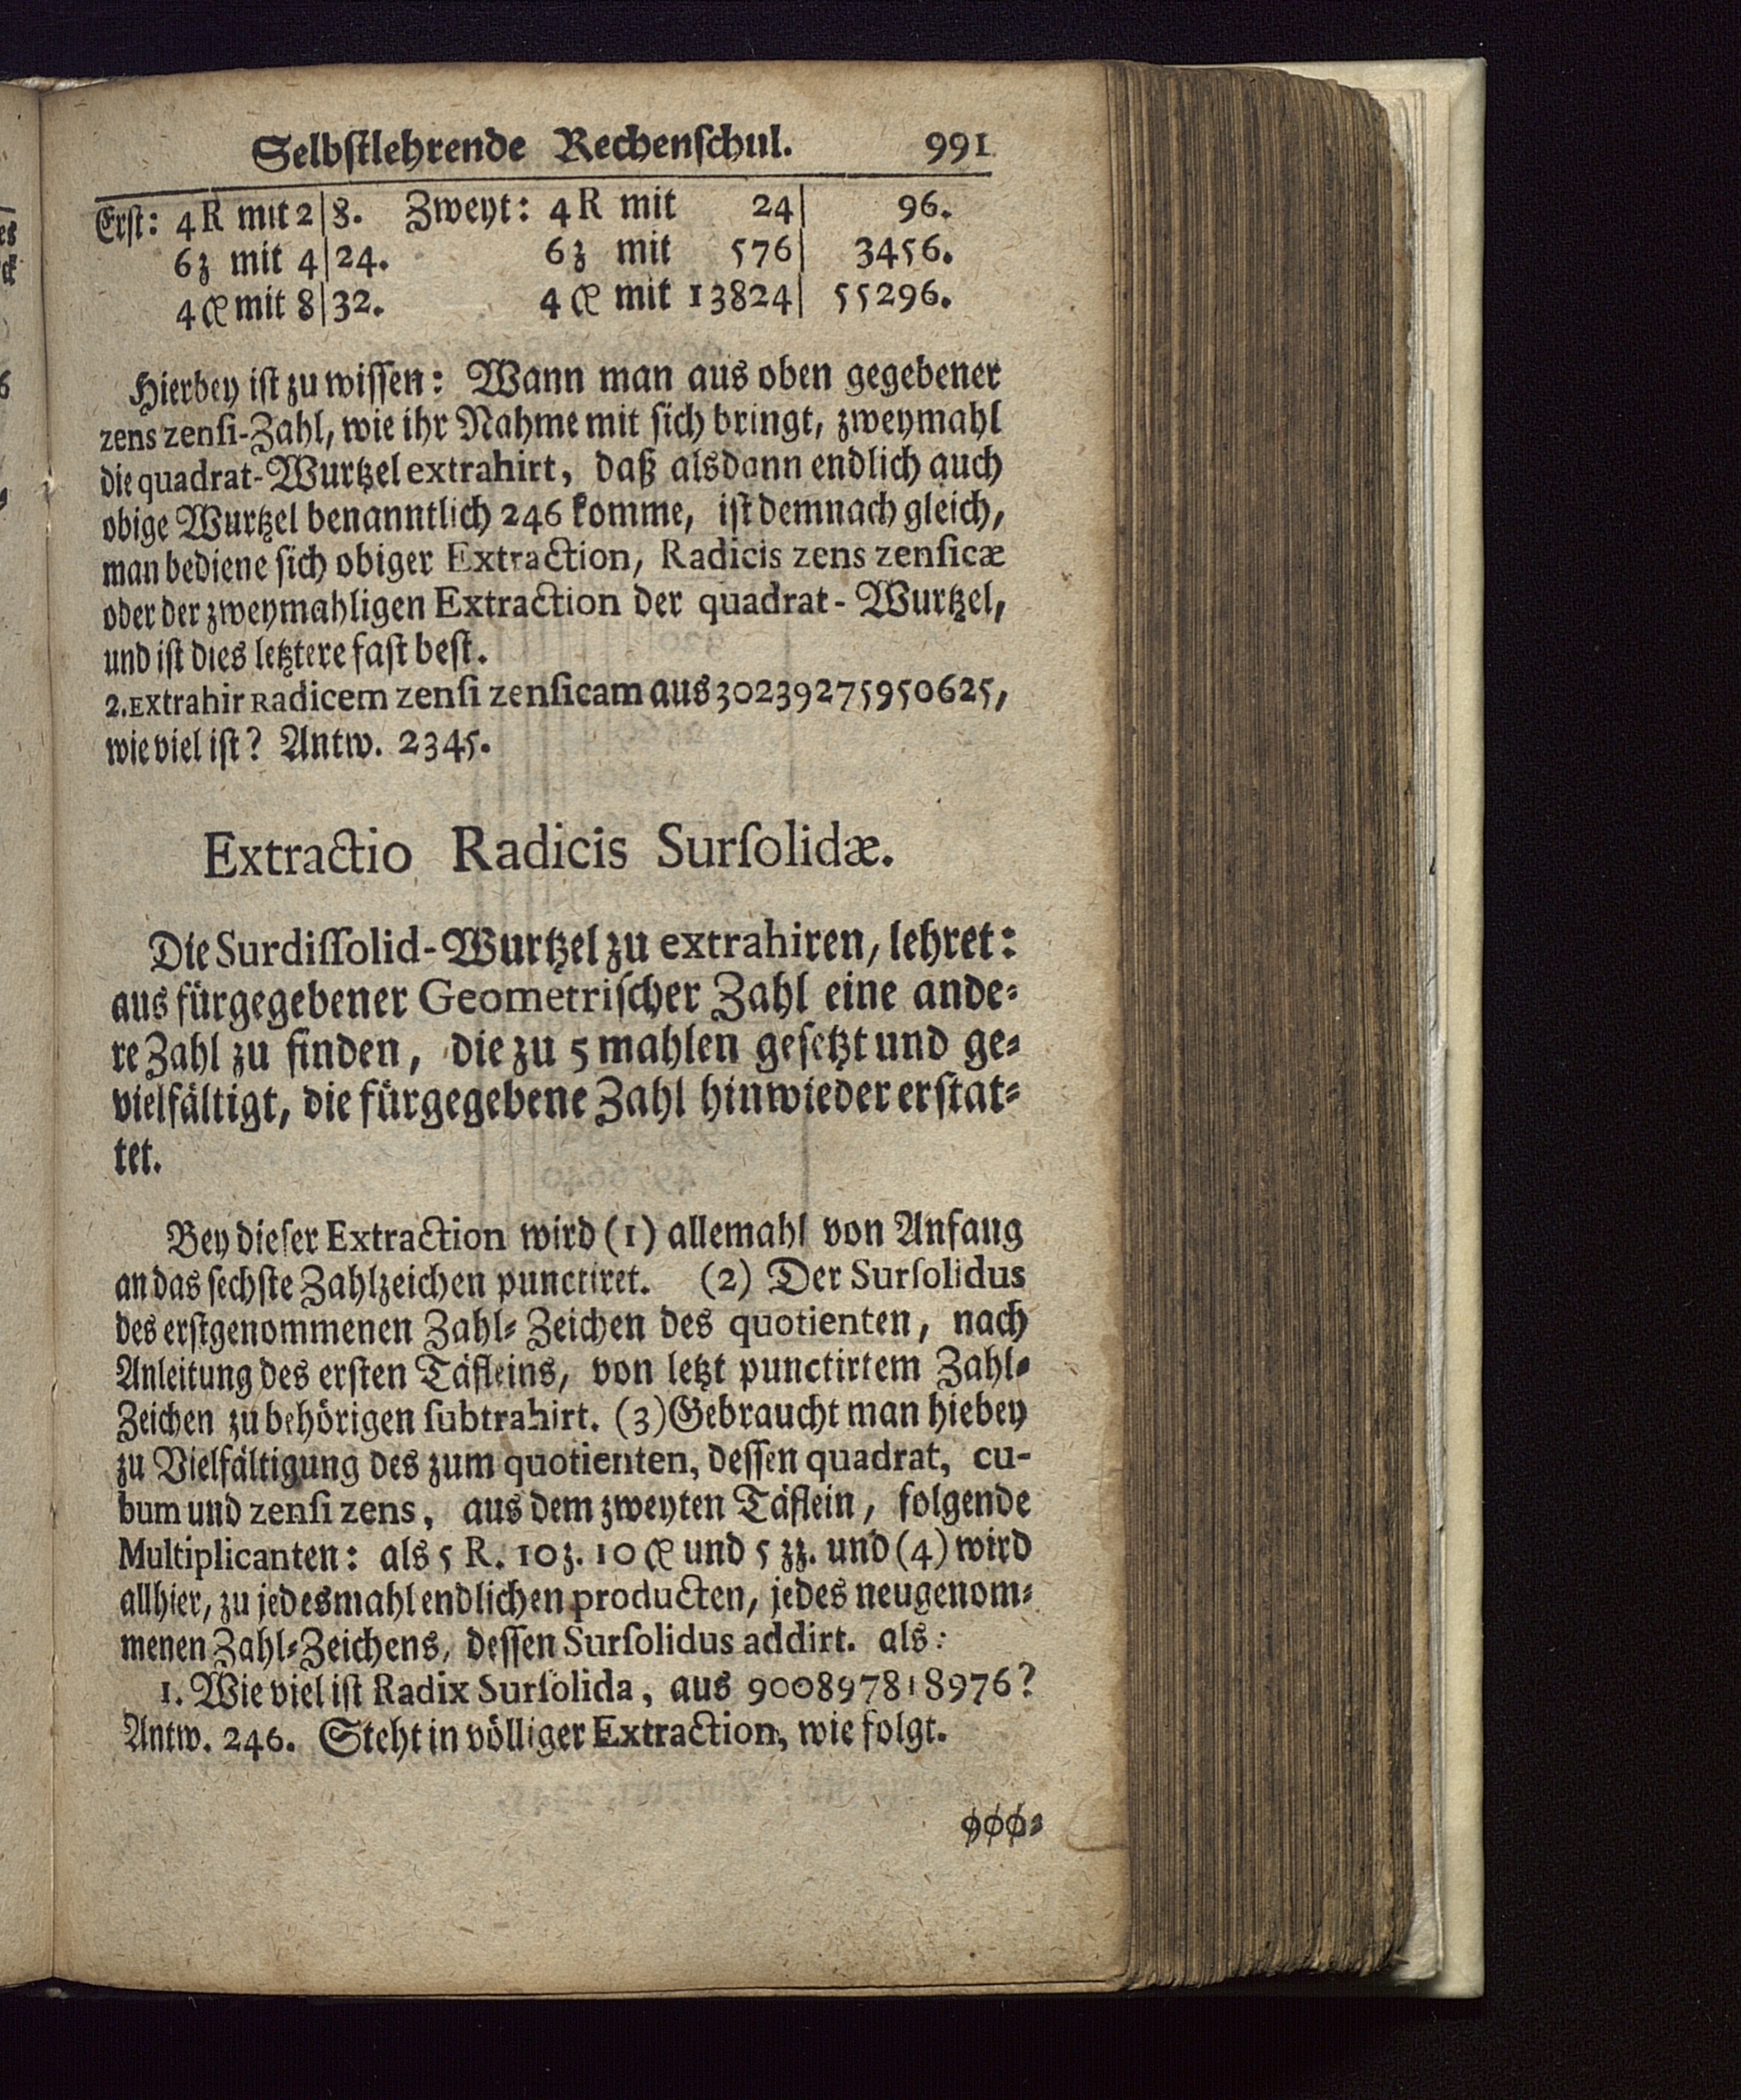 Selbstlehrende Rechenschul. 991
Erst: 4 R mit 2 | 8. Zweyt: 4 R mit 24 | 96.
6 ʒ mit 4 | 24. 6 ʒ mit 576 | 3456.
4 mit 8 | 32. 4 mit 13824 | 55296.
Hierbey ist zu wissen: Wann man aus oben gegebener
zens zensi-Zahl, wie ihr Nahme mit sich bringt, zweymahl
die quadrat-Wurtzel extrahirt, daß alsdann endlich auch
obige Wurtzel benanntlich 246 komme, ist demnach gleich,
man bediene sich obiger Extraction, Radicis zens zensicæ
oder der zweymahligen Extraction der quadrat-Wurtzel,
und ist dies letztere fast best.
2. Extrahir Radicem zensi zensicam aus 30239275950625,
wie viel ist? Antw. 2345.
Extractio Radicis Sursolidæ.
Die Surdissolid-Wurtzel zu extrahiren, lehret:
aus fürgegebener Geometrischer Zahl eine ande-
re Zahl zu finden, die zu 5 mahlen gesetzt und ge-
vielfältigt, die fürgegebene Zahl hinwieder erstat-
tet.
Bey dieser Extraction wird (1) allemahl von Anfang
an das sechste Zahlzeichen punctiret. (2) Der Sursolidus
des erstgenommenen Zahl-Zeichen des quotienten, nach
Anleitung des ersten Täfleins, von letzt punctirtem Zahl-
Zeichen zu behörigen subtrahirt. (3) Gebraucht man hiebey
zu Vielfältigung des zum quotienten, dessen quadrat, cu-
bum und zensi zens, aus dem zweyten Täflein, folgende
Multiplicanten: als 5 R. 10 ʒ. 10 und 5 ʒʒ. und (4) wird
allhier, zu jedesmahl endlichen producten, jedes neugenom-
menen Zahl-Zeichens, dessen Sursolidus addirt. als:
1. Wie viel ist Radix Sursolida, aus 900897818976?
Antw. 246. Steht in völliger Extraction, wie folgt.
900-